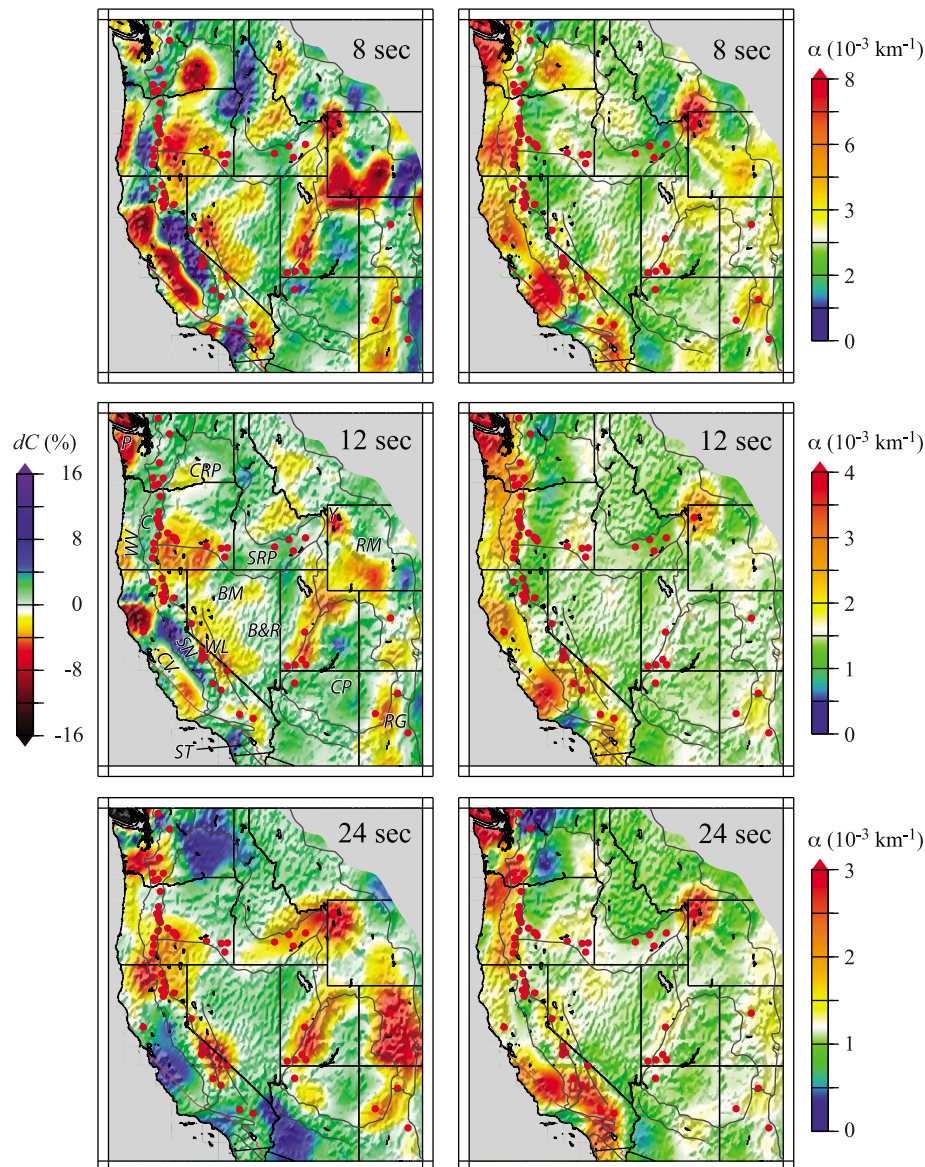 8 sec
8 sec
α (10⁻³ km⁻¹)
8
6
3
2
1
0
dC (%)
16
8
0
-8
-16
12 sec
P
CRP
C
WV
Y
RM
SRP
BM
B&R
SN
WL
CV
CP
RG
ST
12 sec
α (10⁻³ km⁻¹)
4
3
2
1
0
24 sec
24 sec
α (10⁻³ km⁻¹)
3
2
1
0